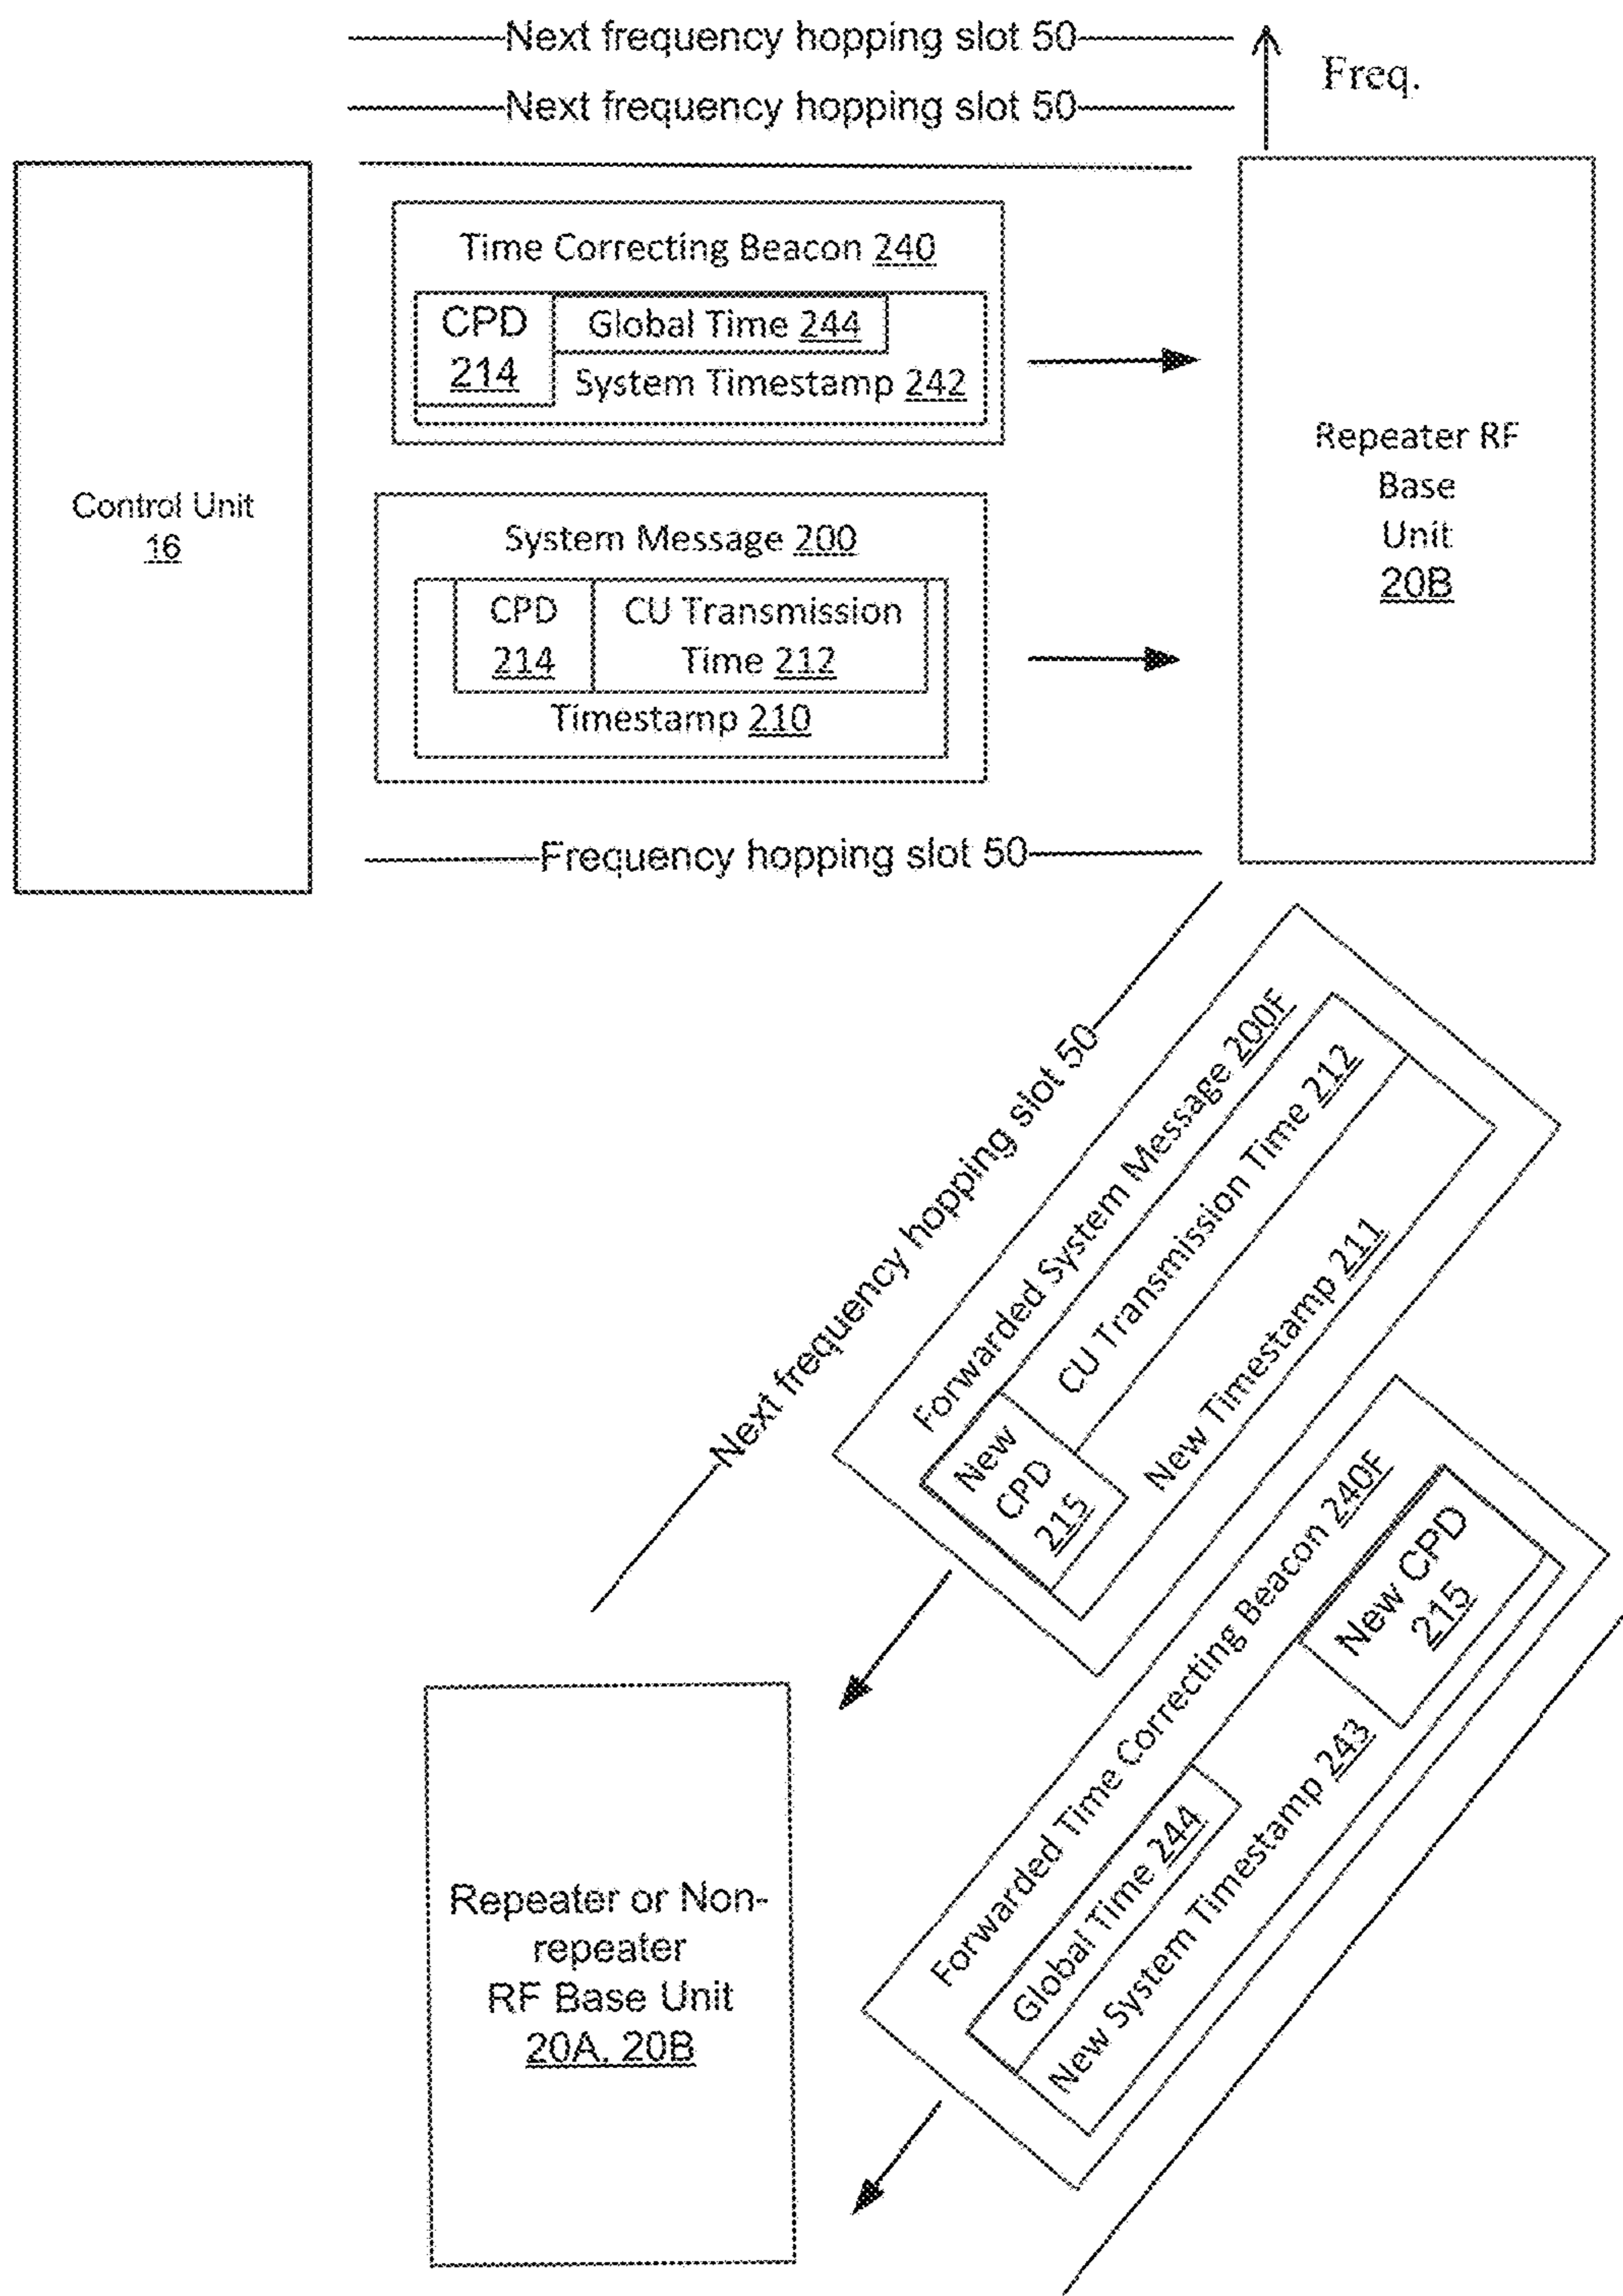 Next frequency hopping slot 50
Freq.
Next frequency hopping slot 50
Time Correcting Beacon 240
CPD
214
Global Time 244
System Timestamp 242
Control Unit
16
System Message 200
CPD
214
CU Transmission
Time 212
Timestamp 210
Repeater RF
Base
Unit
20B
Frequency hopping slot 50
Next frequency hopping slot 50
Forwarded System Message 200F
New
CPD
215
CU Transmission Time 212
New Timestamp 211
Forwarded Time Correcting Beacon 240F
Global Time 244
New CPD
215
New System Timestamp 243
Repeater or Non-
repeater
RF Base Unit
20A, 20B